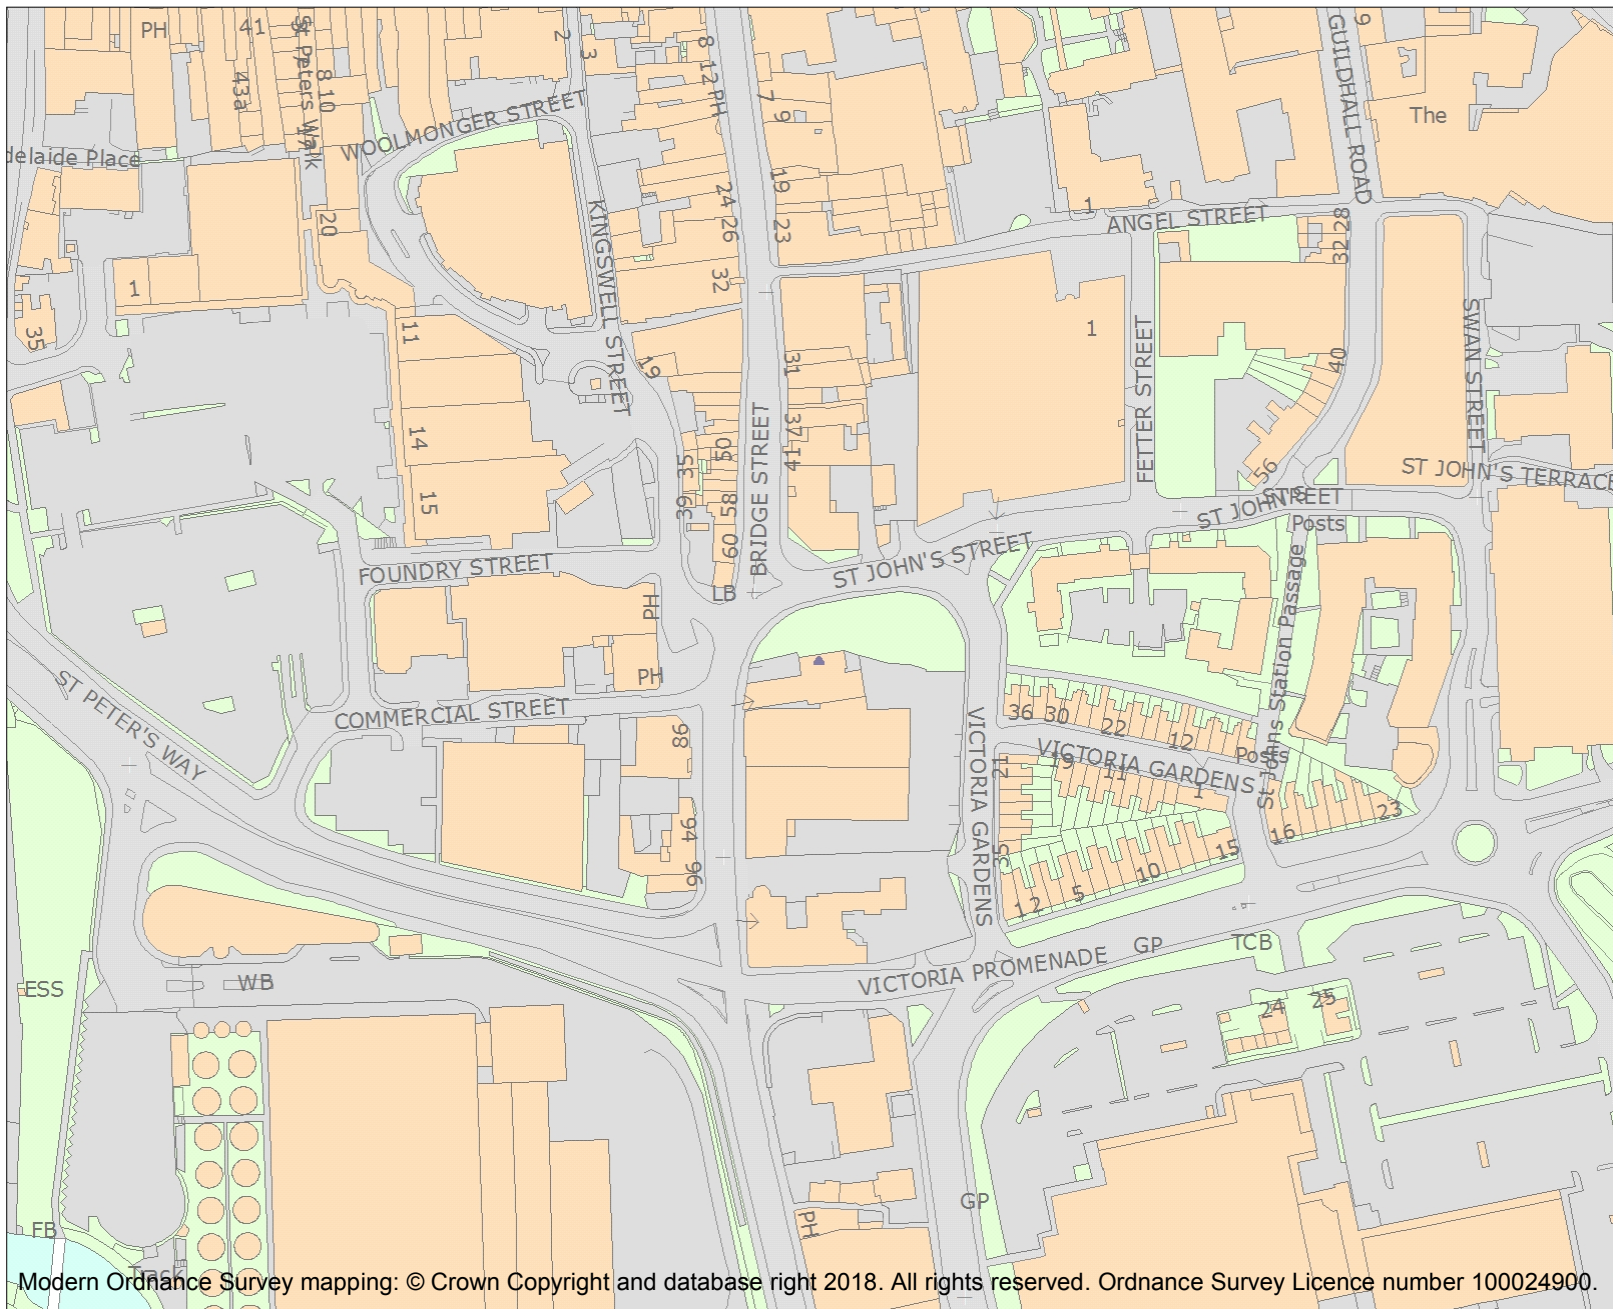 PH
41
St Peters Walk
2
3
8
12
PH
7
9
GUILDHALL ROAD
9
43a
8
10
The
WOOLMONGER STREET
delaide Place
17
19
24
26
23
20
KINGSWELL STREET
1
ANGEL STREET
28
32
1
32
35
11
19
31
1
FETTER STREET
40
SWAN STREET
14
50
37
41
BRIDGE STREET
35
39
58
60
15
56
ST JOHN'S TERRACE
ST JOHN'S STREET
Posts
FOUNDRY STREET
ST JOHN'S STREET
LB
PH
PH
St Johns Station Passage
ST PETER'S WAY
COMMERCIAL STREET
86
36
30
22
12
VICTORIA GARDENS
Posts
VICTORIA GARDENS
21
19
11
1
94
96
35
16
23
15
10
5
2
1
GP
TCB
VICTORIA PROMENADE
ESS
WB
24
25
FB
GP
PH
Track
Modern Ordnance Survey mapping: © Crown Copyright and database right 2018. All rights reserved. Ordnance Survey Licence number 100024900.